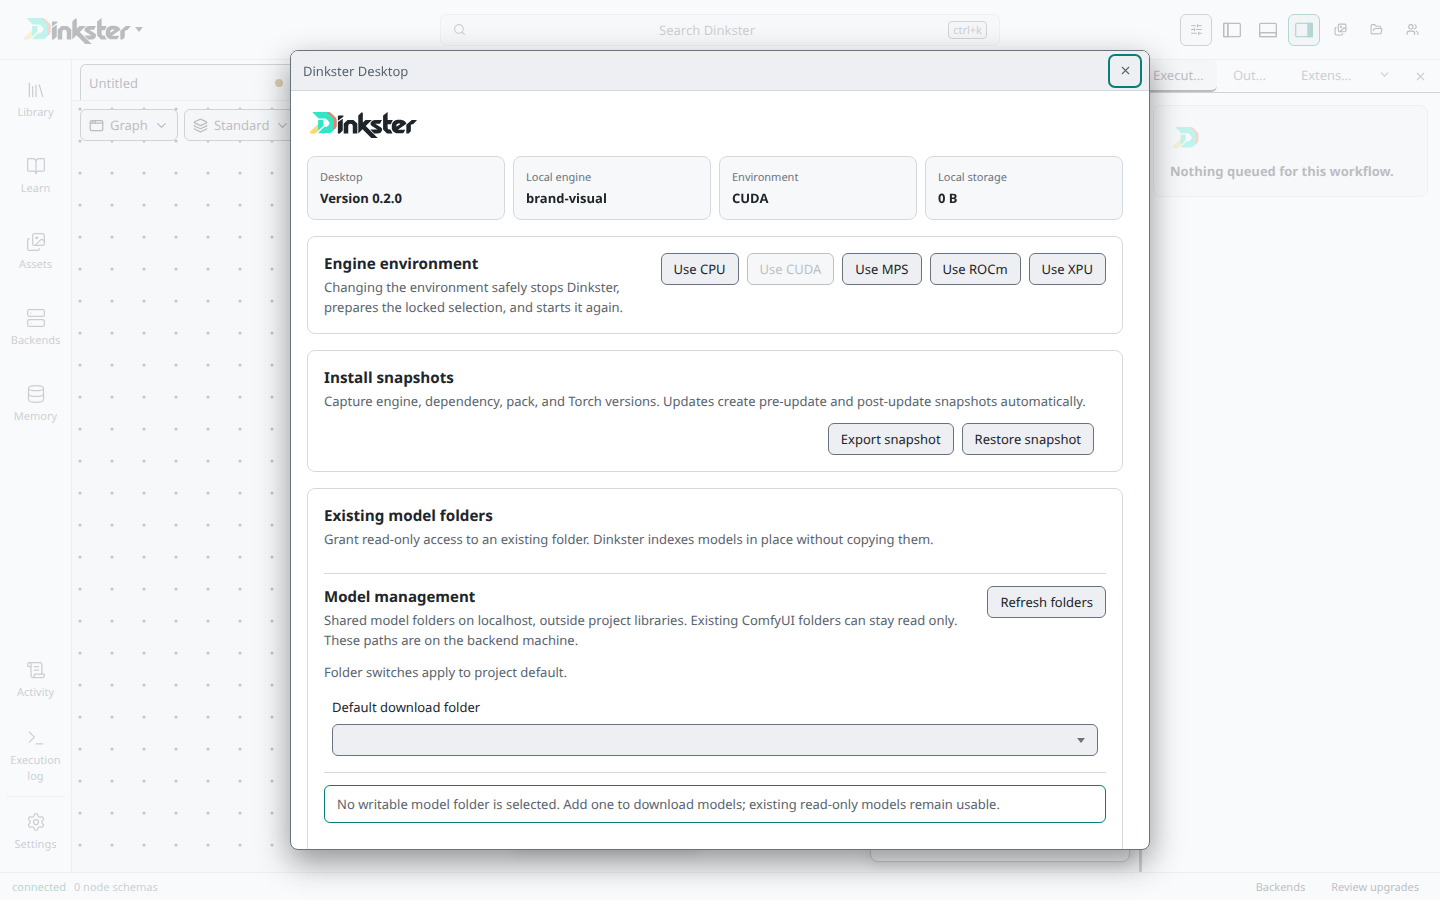 Dinkster
Search Dinkster
ctrl+k
Library
Learn
Assets
Backends
Memory
Activity
Execution
log
Settings
Untitled
Graph
Standard
Dinkster Desktop
Dinkster
Desktop
Version 0.2.0
Local engine
brand-visual
Environment
CUDA
Local storage
0 B
Engine environment
Changing the environment safely stops Dinkster,
prepares the locked selection, and starts it again.
Use CPU
Use CUDA
Use MPS
Use ROCm
Use XPU
Install snapshots
Capture engine, dependency, pack, and Torch versions. Updates create pre-update and post-update snapshots automatically.
Export snapshot
Restore snapshot
Existing model folders
Grant read-only access to an existing folder. Dinkster indexes models in place without copying them.
Model management
Shared model folders on localhost, outside project libraries. Existing ComfyUI folders can stay read only.
These paths are on the backend machine.
Refresh folders
Folder switches apply to project default.
Default download folder
No writable model folder is selected. Add one to download models; existing read-only models remain usable.
Execut...
Out...
Extens...
Nothing queued for this workflow.
connected
0 node schemas
Backends
Review upgrades